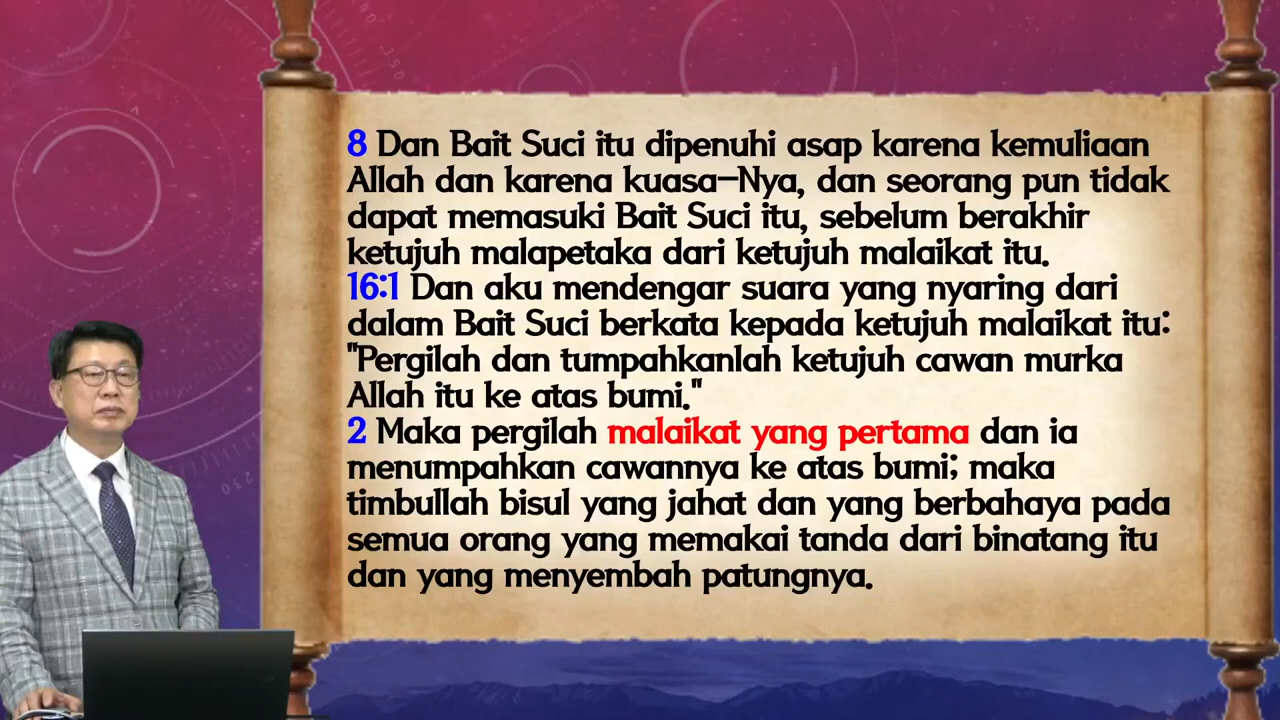 8 Dan Bait Suci itu dipenuhi asap karena kemuliaan
Allah dan karena kuasa-Nya, dan seorang pun tidak
dapat memasuki Bait Suci itu, sebelum berakhir
ketujuh malapetaka dari ketujuh malaikat itu.
16:1 Dan aku mendengar suara yang nyaring dari
dalam Bait Suci berkata kepada ketujuh malaikat itu:
"Pergilah dan tumpahkanlah ketujuh cawan murka
Allah itu ke atas bumi."
2 Maka pergilah malaikat yang pertama dan ia
menumpahkan cawannya ke atas bumi; maka
timbullah bisul yang jahat dan yang berbahaya pada
semua orang yang memakai tanda dari binatang itu
dan yang menyembah patungnya.